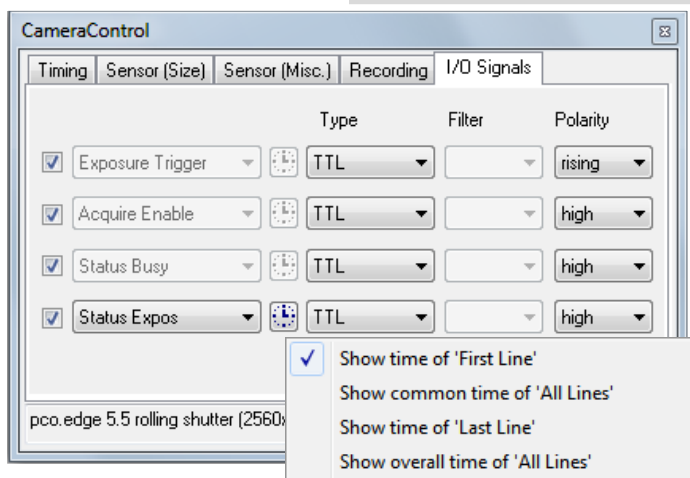 CameraControl
Timing Sensor (Size) Sensor (Misc.) Recording I/O Signals
Type Filter Polarity
Exposure Trigger TTL rising
Acquire Enable TTL high
Status Busy TTL high
Status Expos TTL high
Show time of 'First Line'
Show common time of 'All Lines'
pco.edge 5.5 rolling shutter (2560
Show time of 'Last Line'
Show overall time of 'All Lines'